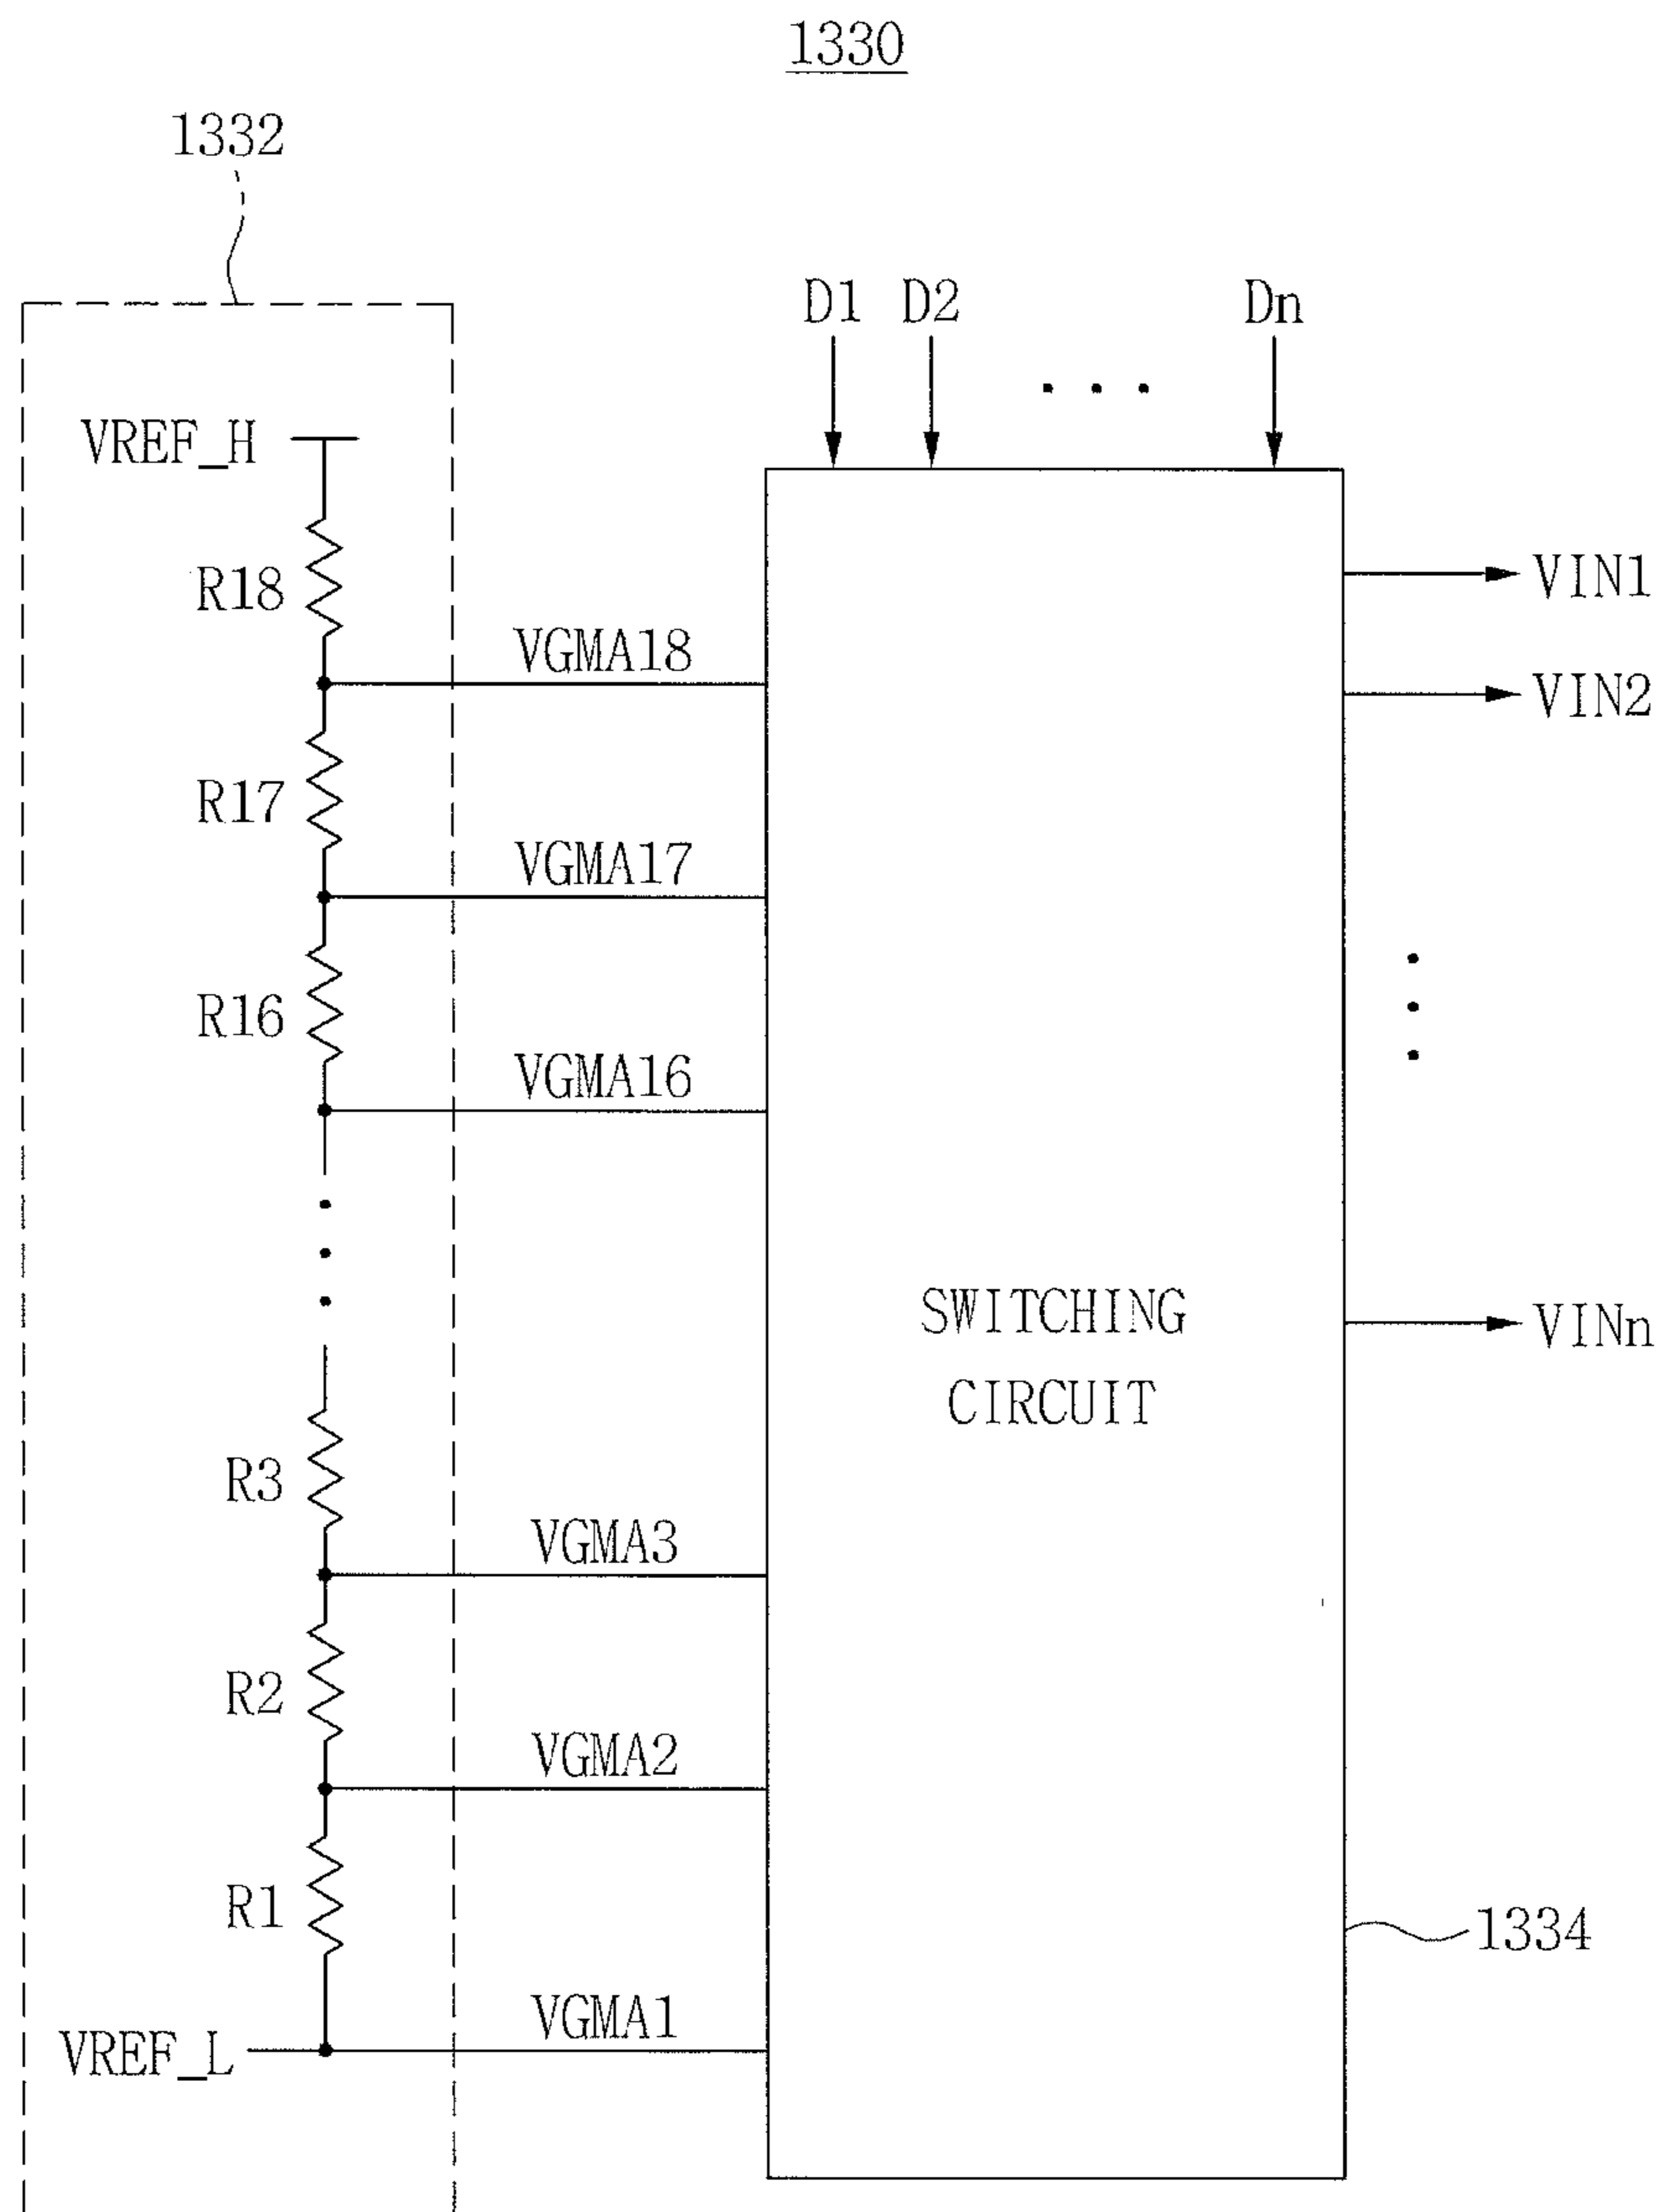 1330
1332
D1 D2 Dn
VREF_H
R18
VIN1
VGMA18
VIN2
R17
VGMA17
R16
VGMA16
SWITCHING
CIRCUIT
VINn
R3
VGMA3
R2
VGMA2
R1
1334
VGMA1
VREF_L